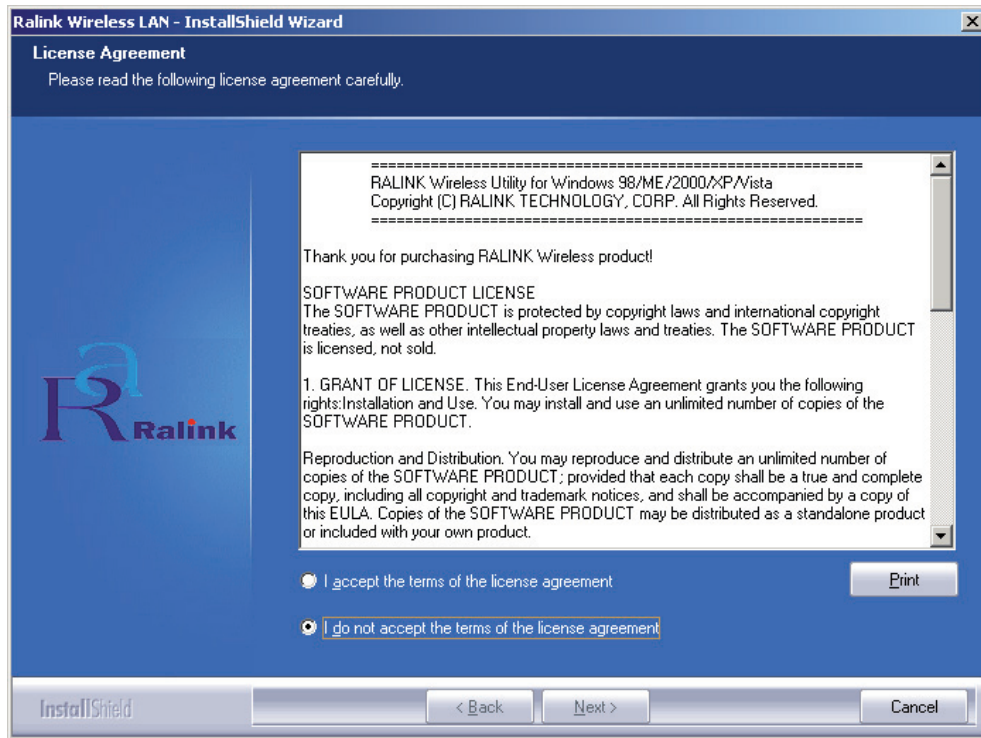 Ralink Wireless LAN - InstallShield Wizard
License Agreement
Please read the following license agreement carefully.
=========================================================
RALINK Wireless Utility for Windows 98/ME/2000/XP/Vista
Copyright (C) RALINK TECHNOLOGY, CORP. All Rights Reserved.
=========================================================
Thank you for purchasing RALINK Wireless product!
SOFTWARE PRODUCT LICENSE
The SOFTWARE PRODUCT is protected by copyright laws and international copyright
treaties, as well as other intellectual property laws and treaties. The SOFTWARE PRODUCT
is licensed, not sold.
1. GRANT OF LICENSE. This End-User License Agreement grants you the following
rights:Installation and Use. You may install and use an unlimited number of copies of the
SOFTWARE PRODUCT.
Reproduction and Distribution. You may reproduce and distribute an unlimited number of
copies of the SOFTWARE PRODUCT; provided that each copy shall be a true and complete
copy, including all copyright and trademark notices, and shall be accompanied by a copy of
this EULA. Copies of the SOFTWARE PRODUCT may be distributed as a standalone product
or included with your own product.
Ra Ralink
I accept the terms of the license agreement
Print
I do not accept the terms of the license agreement
InstallShield
< Back
Next >
Cancel